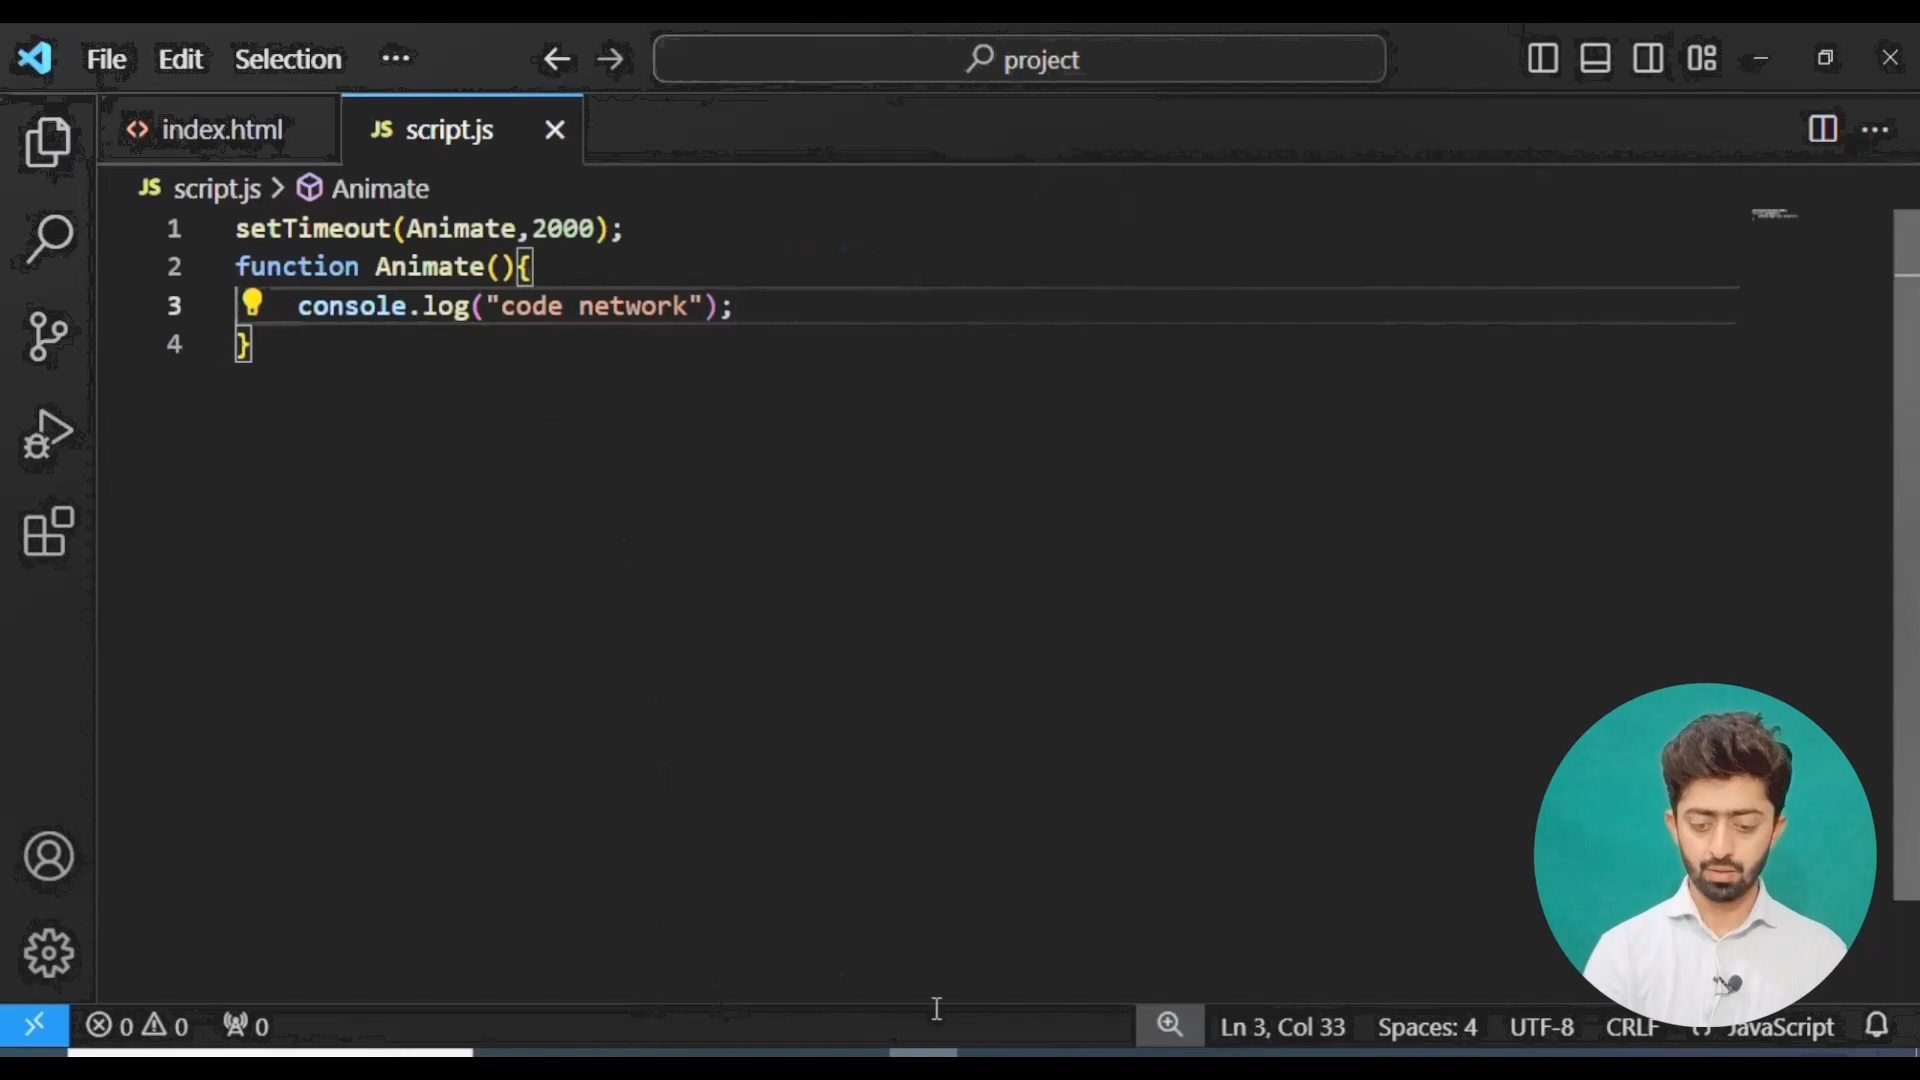 File Edit Selection ...
project
index.html script.js
JS script.js > Animate
1 setTimeout(Animate,2000);
2 function Animate(){
3 console.log("code network");
4 }
0 0 0 Ln 3, Col 33 Spaces: 4 UTF-8 CRLF JavaScript